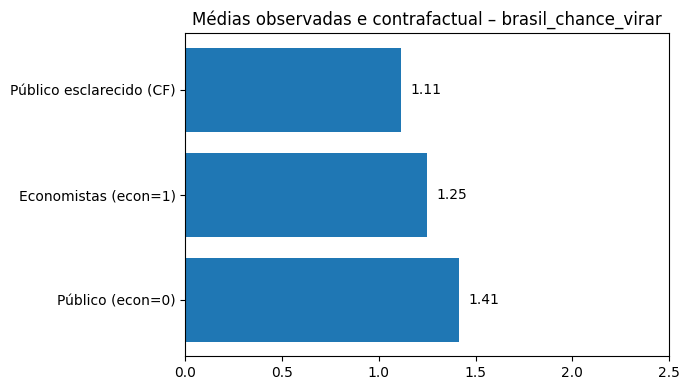 Médias observadas e contrafactual – brasil_chance_virar
Público esclarecido (CF)
1.11
Economistas (econ=1)
1.25
Público (econ=0)
1.41
0.0
0.5
1.0
1.5
2.0
2.5